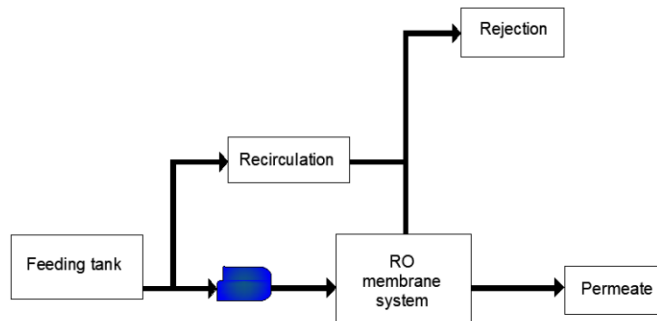 Rejection
Recirculation
Feeding tank
RO
membrane
system
Permeate